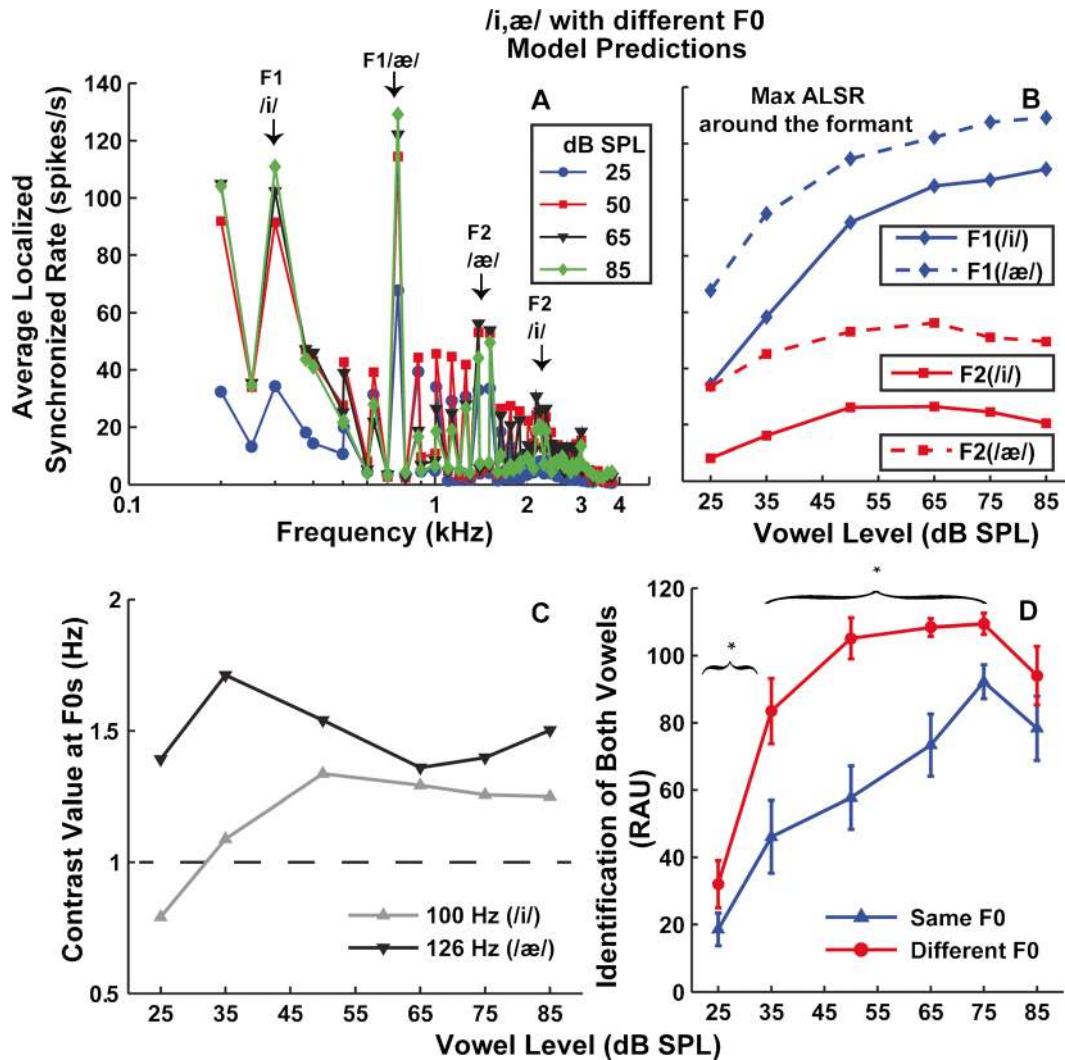 /i,æ/ with different F0
Model Predictions
Average Localized
Synchronized Rate (spikes/s)
140
120
100
80
60
40
20
0
F1
/i/
F1/æ/
F2
/æ/
F2
/i/
A
dB SPL
25
50
65
85
0.1
1
2
3
4
Frequency (kHz)
B
Max ALSR
around the formant
F1(/i/)
F1(/æ/)
F2(/i/)
F2(/æ/)
25
35
45
55
65
75
85
Vowel Level (dB SPL)
Contrast Value at F0s (Hz)
2
1.5
1
0.5
C
100 Hz (/i/)
126 Hz (/æ/)
25
35
45
55
65
75
85
Identification of Both Vowels
(RAU)
120
100
80
60
40
20
0
*
*
D
Same F0
Different F0
25
35
45
55
65
75
85
Vowel Level (dB SPL)